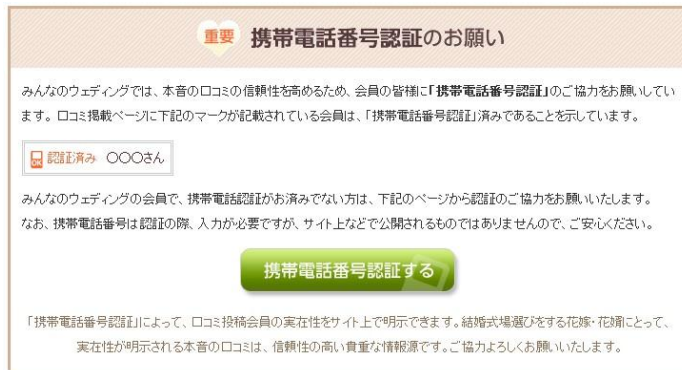 重要 携帯電話番号認証のお願い
みんなのウェディングでは、本音の口コミの信頼性を高めるため、会員の皆様に「携帯電話番号認証」のご協力をお願いしてい
ます。口コミ掲載ページに下記のマークが記載されている会員は、「携帯電話番号認証」済みであることを示しています。
OK 認証済み 〇〇〇さん
みんなのウェディングの会員で、携帯電話認証がお済みでない方は、下記のページから認証のご協力をお願いいたします。
なお、携帯電話番号は認証の際、入力が必要ですが、サイト上などで公開されるものではありませんので、ご安心ください。
携帯電話番号認証する
「携帯電話番号認証」によって、口コミ投稿会員の実在性をサイト上で明示できます。結婚式場選びをする花嫁・花婿にとって、
実在性が明示される本音の口コミは、信頼性の高い貴重な情報源です。ご協力よろしくお願いいたします。